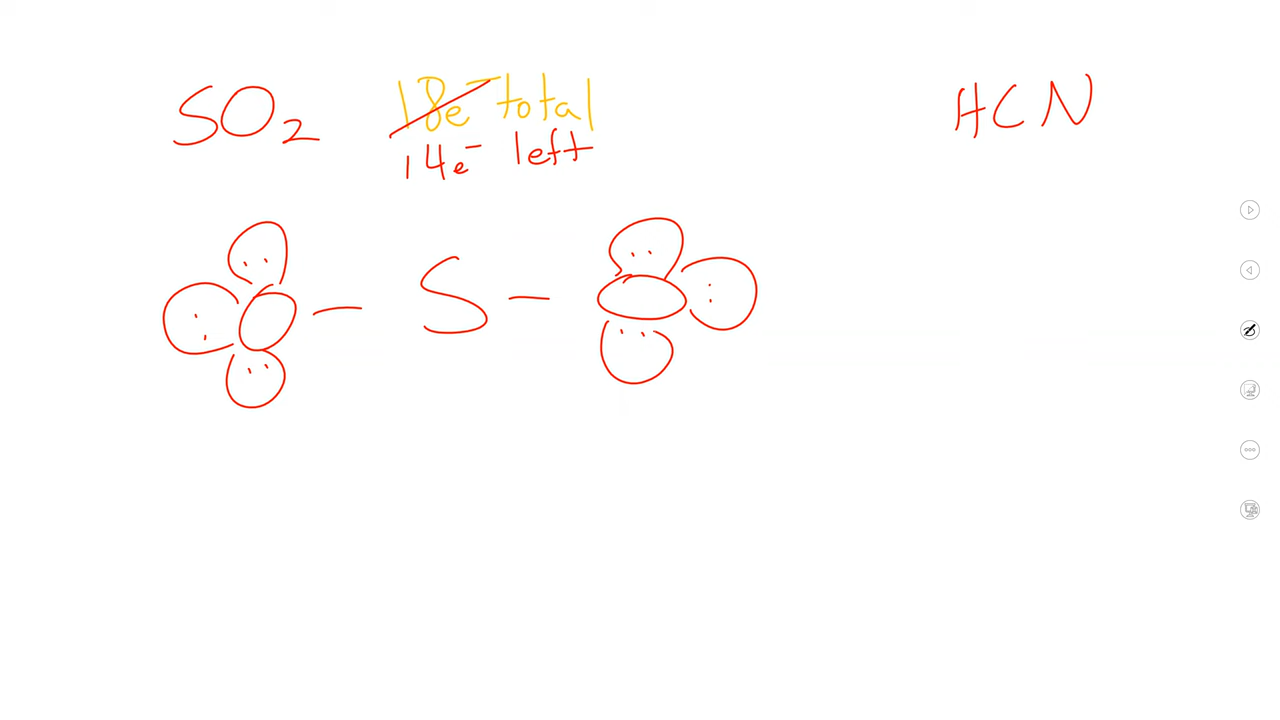 SO₂ 18e⁻ total HCN
14e⁻ left
O - S - O